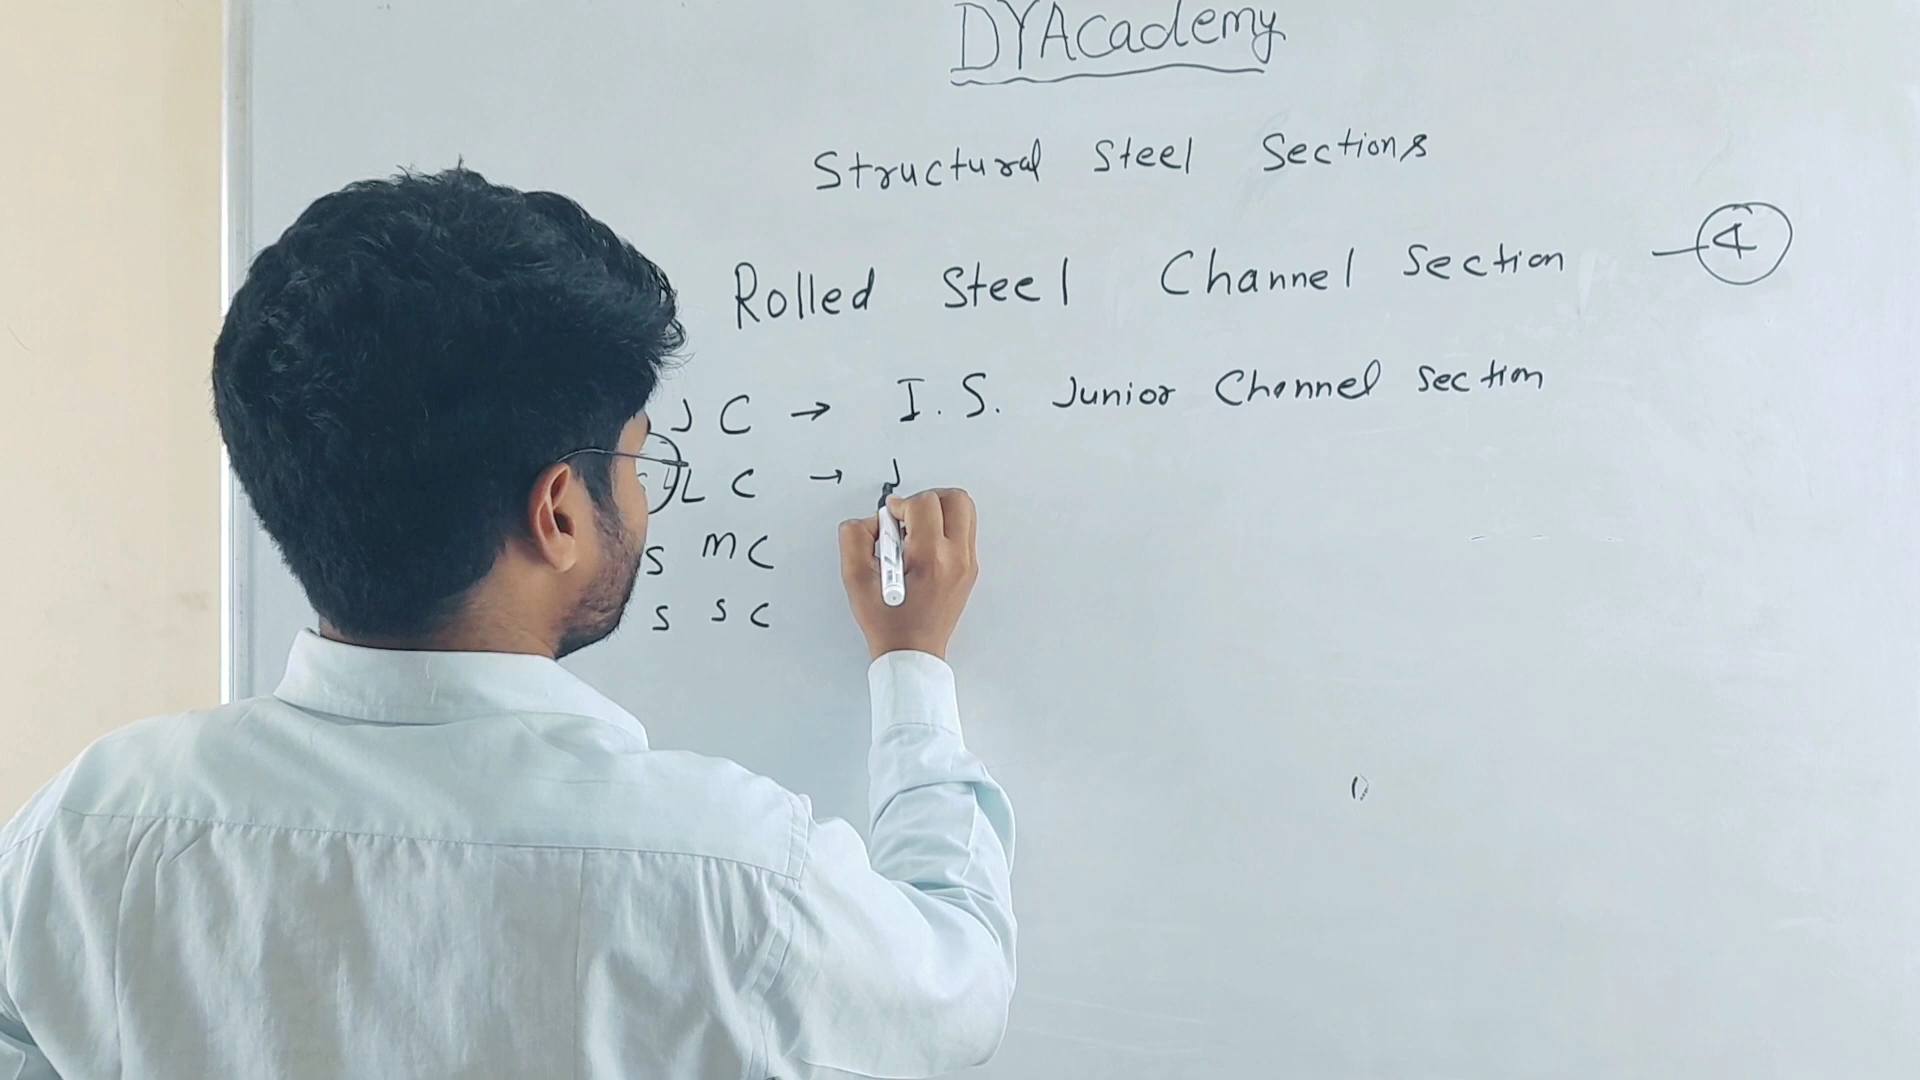 DYAcademy
Structural Steel Sections
Rolled Steel Channel Section — 4
J C → I.S. Junior Channel section
L C →
S M C
S S C